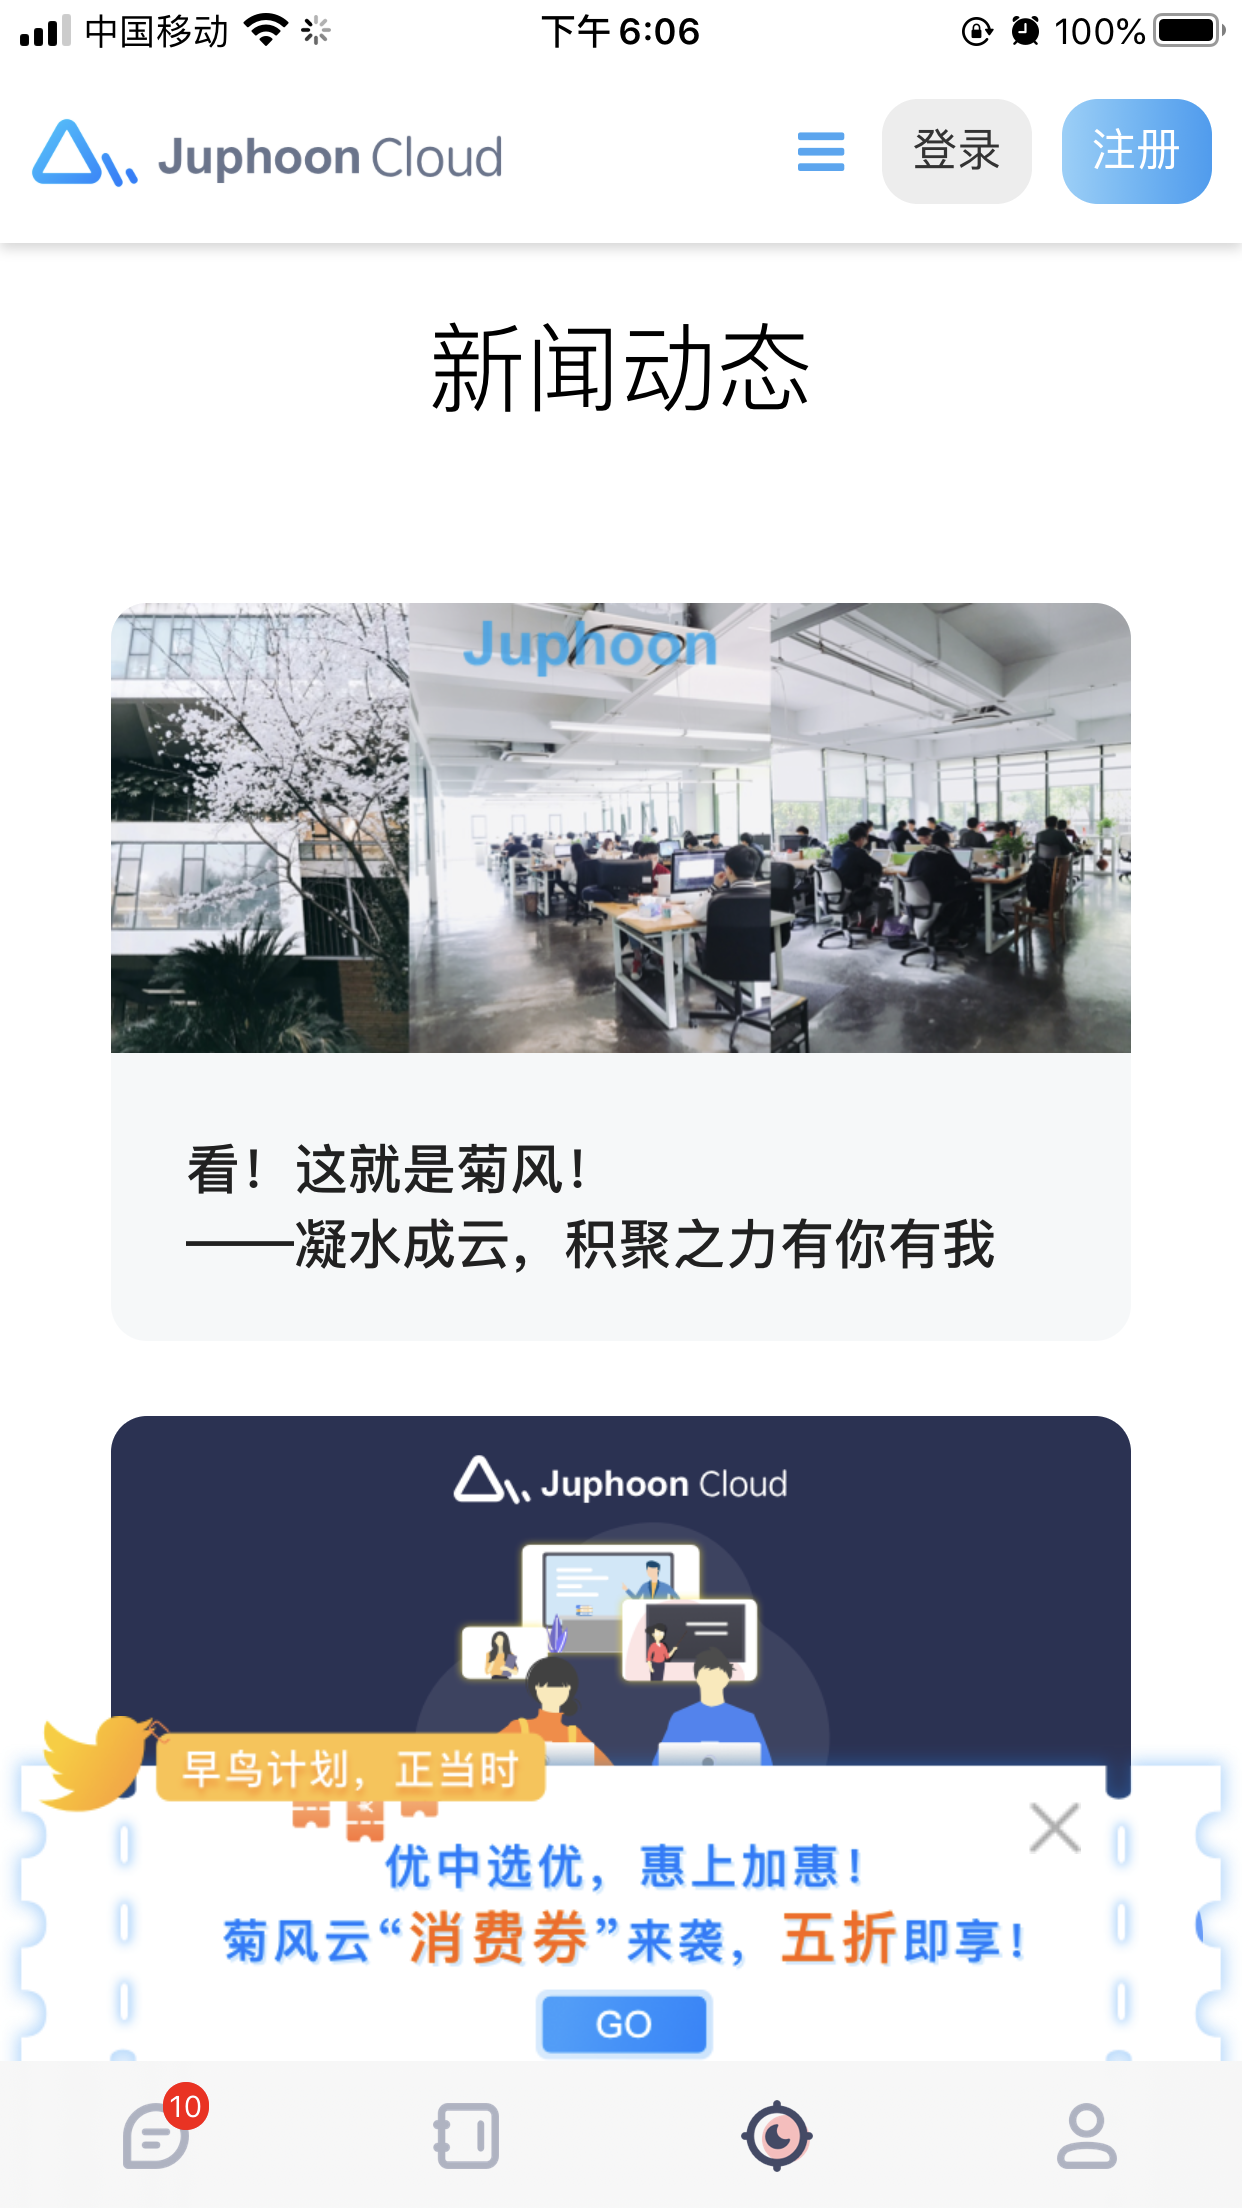 中国移动
下午 6:06
100%
Juphoon Cloud
登录
注册
新闻动态
Juphoon
看！这就是菊风！
——凝水成云，积聚之力有你有我
Juphoon Cloud
早鸟计划，正当时
优中选优，惠上加惠！
菊风云“消费券”来袭，五折即享！
GO
10